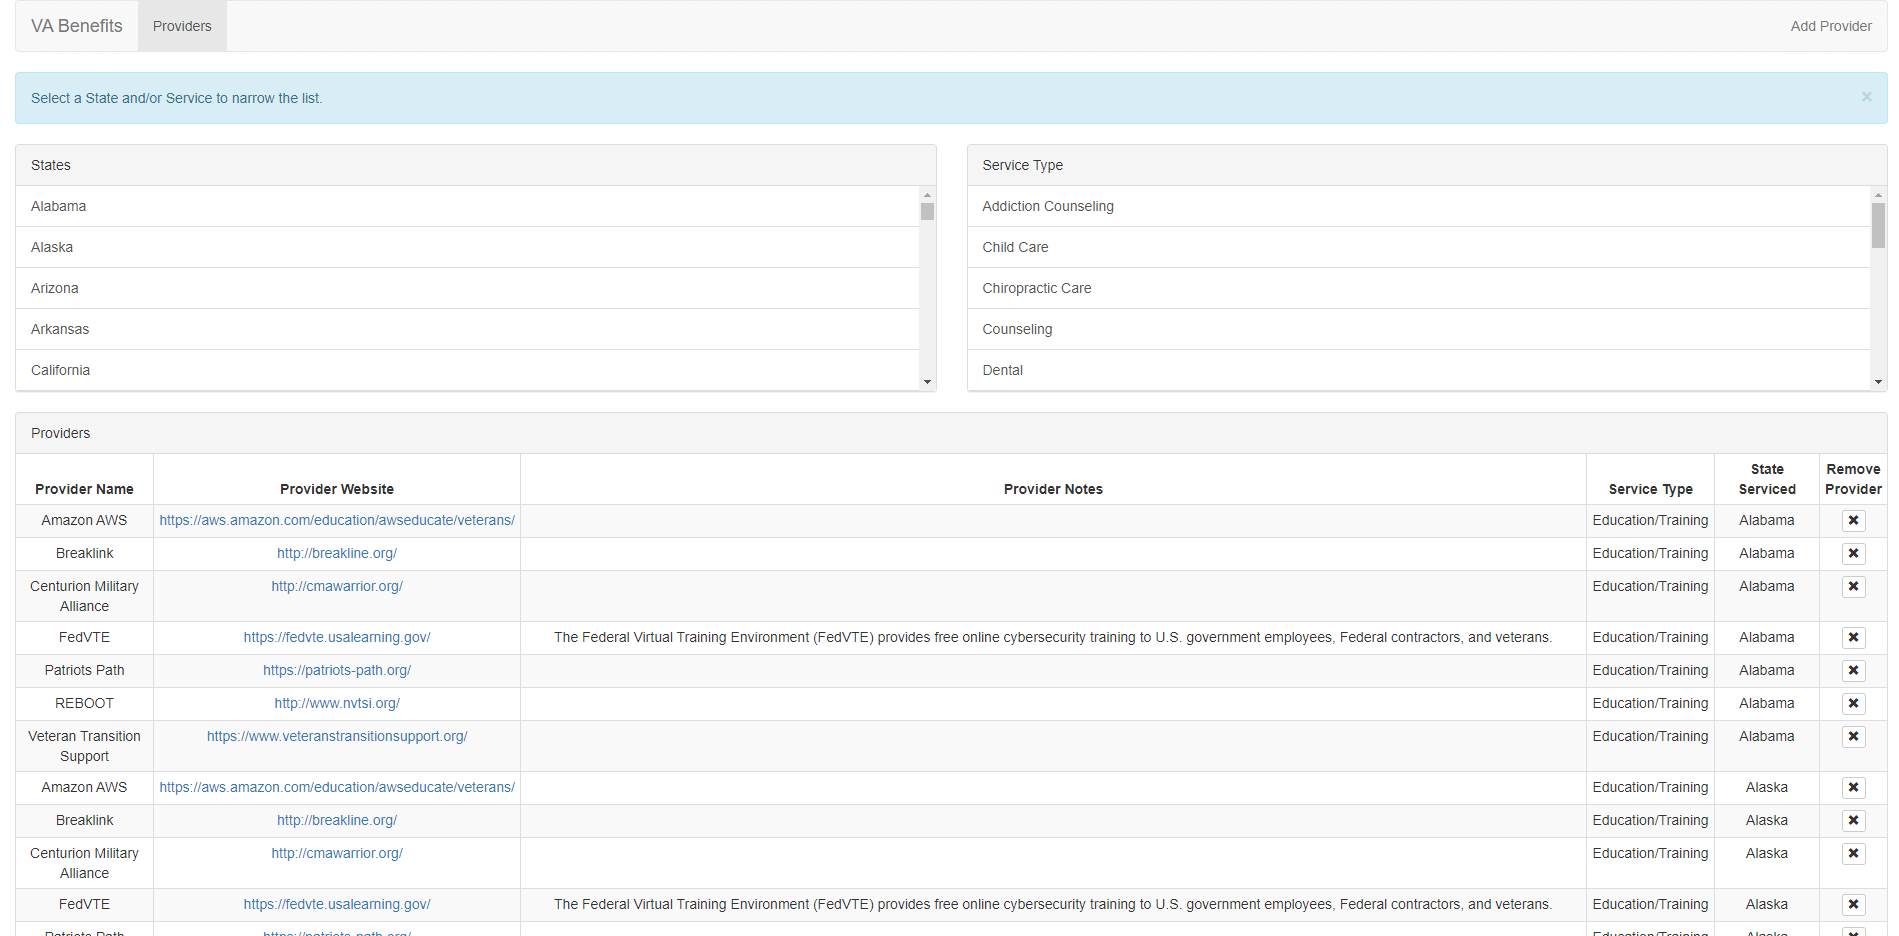 VA Benefits Providers Add Provider
Select a State and/or Service to narrow the list. ×
States
Alabama
Alaska
Arizona
Arkansas
California
Service Type
Addiction Counseling
Child Care
Chiropractic Care
Counseling
Dental
Providers
Provider Name Provider Website Provider Notes Service Type State Serviced Remove Provider
Amazon AWS https://aws.amazon.com/education/awseducate/veterans/ Education/Training Alabama
Breaklink http://breakline.org/ Education/Training Alabama
Centurion Military Alliance http://cmawarrior.org/ Education/Training Alabama
FedVTE https://fedvte.usalearning.gov/ The Federal Virtual Training Environment (FedVTE) provides free online cybersecurity training to U.S. government employees, Federal contractors, and veterans. Education/Training Alabama
Patriots Path https://patriots-path.org/ Education/Training Alabama
REBOOT http://www.nvtsi.org/ Education/Training Alabama
Veteran Transition Support https://www.veteranstransitionsupport.org/ Education/Training Alabama
Amazon AWS https://aws.amazon.com/education/awseducate/veterans/ Education/Training Alaska
Breaklink http://breakline.org/ Education/Training Alaska
Centurion Military Alliance http://cmawarrior.org/ Education/Training Alaska
FedVTE https://fedvte.usalearning.gov/ The Federal Virtual Training Environment (FedVTE) provides free online cybersecurity training to U.S. government employees, Federal contractors, and veterans. Education/Training Alaska
Patriots Path https://patriots-path.org/ Education/Training Alaska